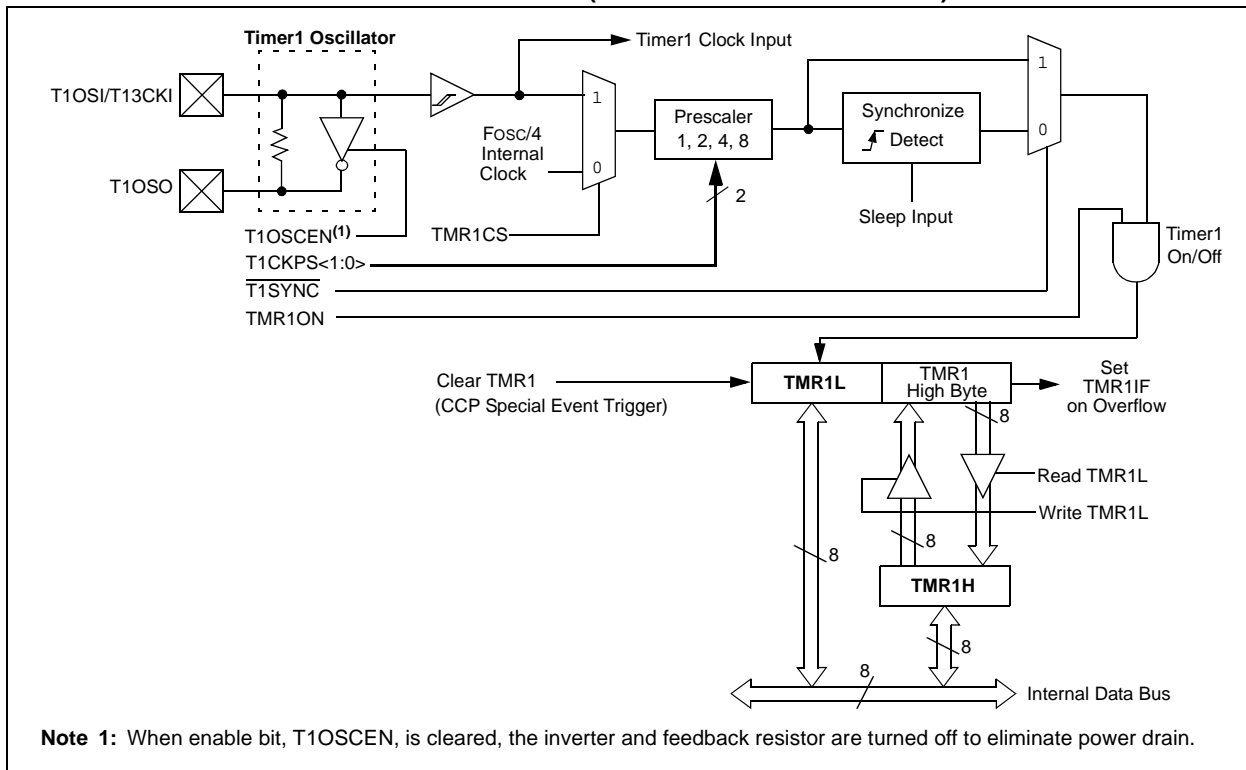 Timer1 Oscillator
Timer1 Clock Input
T1OSI/T13CKI
1
1
Prescaler
1, 2, 4, 8
Synchronize
Detect
FOSC/4
Internal
Clock
0
0
T1OSO
2
Sleep Input
T1OSCEN(1)
TMR1CS
T1CKPS<1:0>
T1SYNC
TMR1ON
Timer1
On/Off
Clear TMR1
(CCP Special Event Trigger)
TMR1L
TMR1
High Byte
Set
TMR1IF
on Overflow
8
Read TMR1L
Write TMR1L
8
8
TMR1H
8
8
Internal Data Bus
Note 1: When enable bit, T1OSCEN, is cleared, the inverter and feedback resistor are turned off to eliminate power drain.